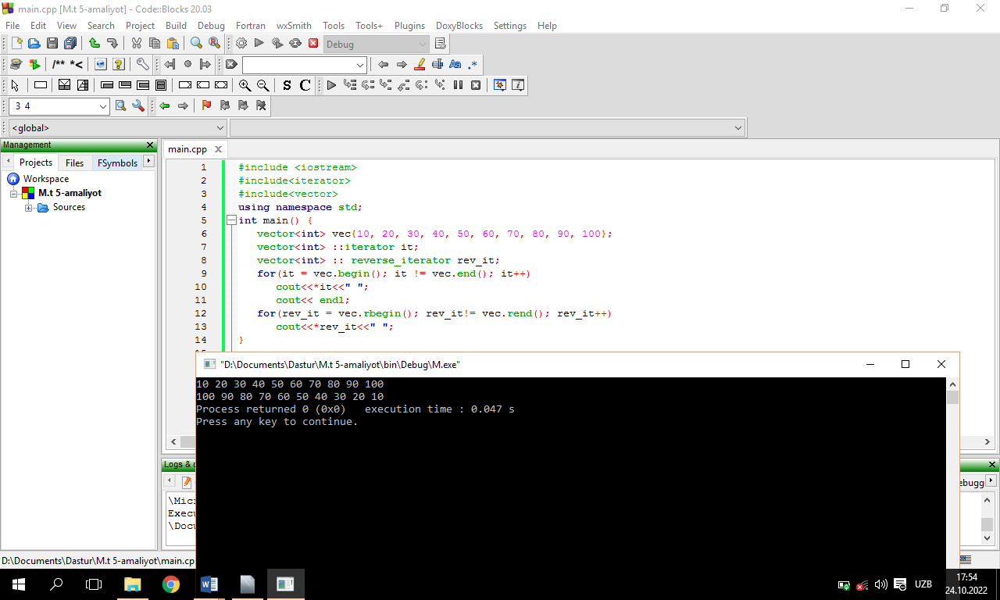 main.cpp [M.t 5-amaliyot] - Code::Blocks 20.03
File Edit View Search Project Build Debug Fortran wxSmith Tools Tools+ Plugins DoxyBlocks Settings Help
Debug
/** *<
S C
3 4
<global>
Management
Projects Files FSymbols
Workspace
M.t 5-amaliyot
Sources
main.cpp
1 #include <iostream>
2 #include<iterator>
3 #include<vector>
4 using namespace std;
5 int main() {
6 vector<int> vec{10, 20, 30, 40, 50, 60, 70, 80, 90, 100};
7 vector<int> ::iterator it;
8 vector<int> :: reverse_iterator rev_it;
9 for(it = vec.begin(); it != vec.end(); it++)
10 cout<<*it<<" ";
11 cout<< endl;
12 for(rev_it = vec.rbegin(); rev_it!= vec.rend(); rev_it++)
13 cout<<*rev_it<<" ";
14 }
"D:\Documents\Dastur\M.t 5-amaliyot\bin\Debug\M.exe"
10 20 30 40 50 60 70 80 90 100
100 90 80 70 60 50 40 30 20 10
Process returned 0 (0x0)   execution time : 0.047 s
Press any key to continue.
Logs &
ebugg
\Mic
Execu
\Docu
D:\Documents\Dastur\M.t 5-amaliyot\main.cp
UZB
17:54
24.10.2022